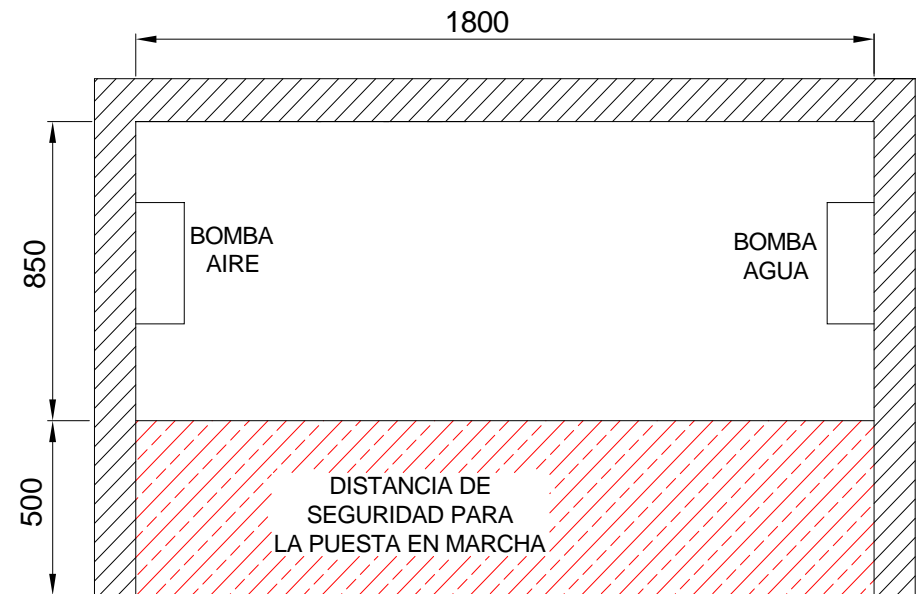 1800
850
BOMBA
AIRE
BOMBA
AGUA
500
DISTANCIA DE
SEGURIDAD PARA
LA PUESTA EN MARCHA